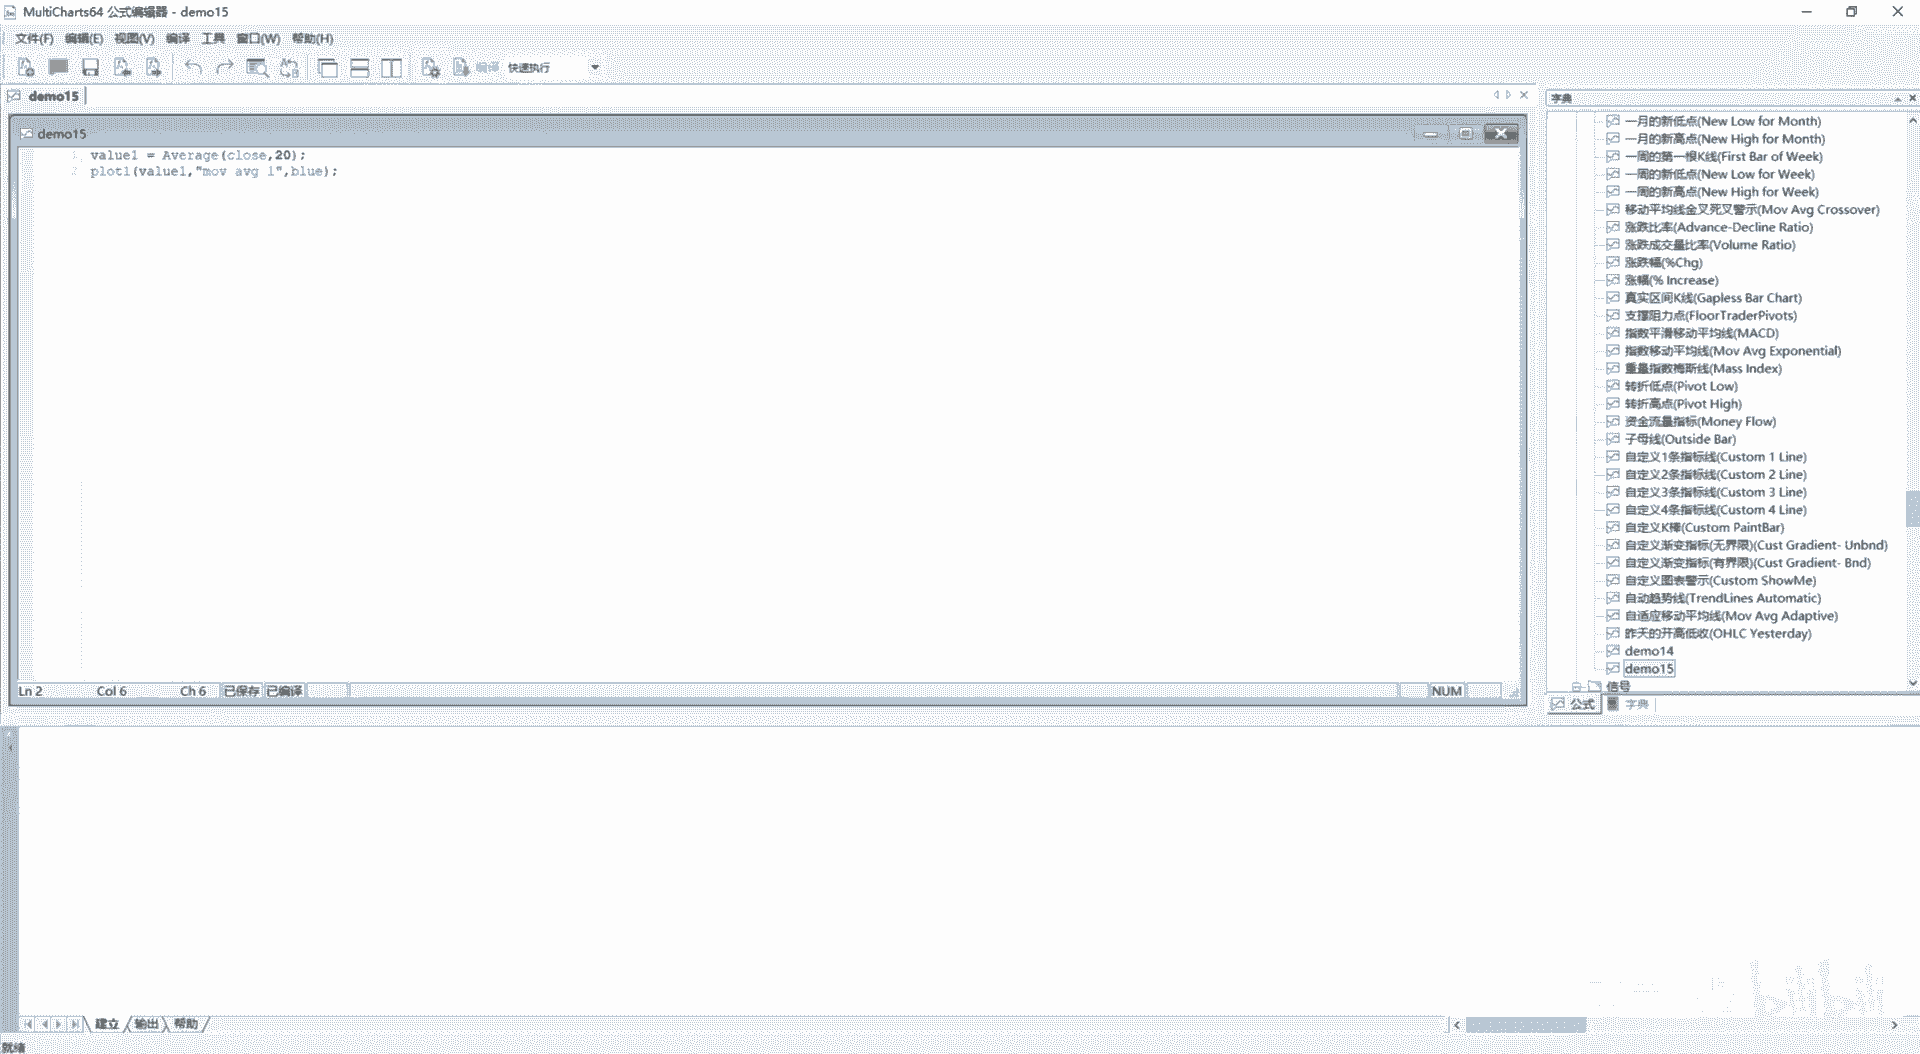 MultiCharts64 公式编辑器 - demo15
文件(F) 编辑(E) 视图(V) 编译 工具 窗口(W) 帮助(H)
编译 快速执行
demo15
字典
demo15
1 value1 = Average(close,20);
2 plot1(value1,"mov avg 1",blue);
一月的新低点(New Low for Month)
一月的新高点(New High for Month)
一周的第一根K线(First Bar of Week)
一周的新低点(New Low for Week)
一周的新高点(New High for Week)
移动平均线金叉死叉警示(Mov Avg Crossover)
涨跌比率(Advance-Decline Ratio)
涨跌成交量比率(Volume Ratio)
涨跌幅(%Chg)
涨幅(% Increase)
真实区间K线(Gapless Bar Chart)
支撑阻力点(FloorTraderPivots)
指数平滑移动平均线(MACD)
指数移动平均线(Mov Avg Exponential)
重量指数梅斯线(Mass Index)
转折低点(Pivot Low)
转折高点(Pivot High)
资金流量指标(Money Flow)
子母线(Outside Bar)
自定义1条指标线(Custom 1 Line)
自定义2条指标线(Custom 2 Line)
自定义3条指标线(Custom 3 Line)
自定义4条指标线(Custom 4 Line)
自定义K棒(Custom PaintBar)
自定义渐变指标(无界限)(Cust Gradient- Unbnd)
自定义渐变指标(有界限)(Cust Gradient- Bnd)
自定义图表警示(Custom ShowMe)
自动趋势线(TrendLines Automatic)
自适应移动平均线(Mov Avg Adaptive)
昨天的开高低收(OHLC Yesterday)
demo14
demo15
信号
Ln 2 Col 6 Ch 6 已保存 已编译 NUM
公式 字典
bilibili
建立 输出 帮助
就绪